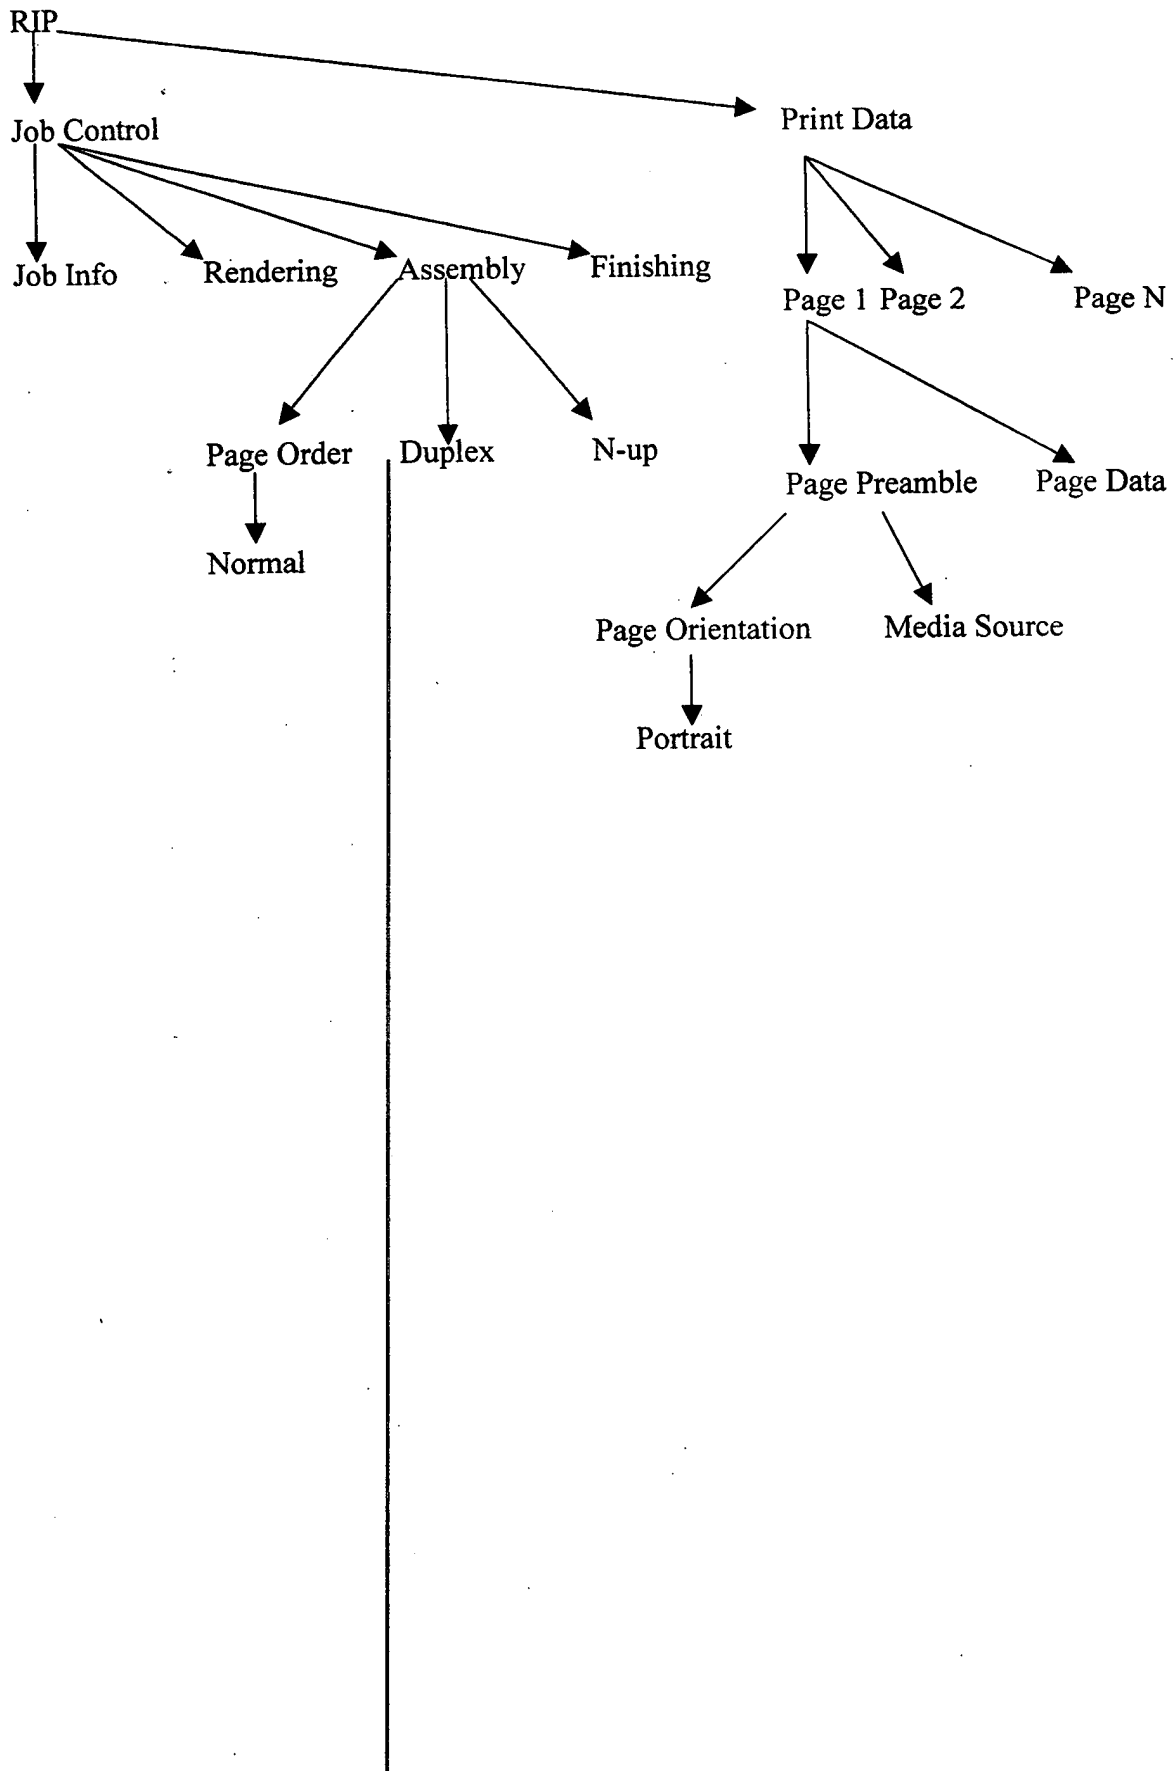 RIP
Job Control
Print Data
Job Info
Rendering
Assembly
Finishing
Page 1
Page 2
Page N
Page Order
Duplex
N-up
Page Preamble
Page Data
Normal
Page Orientation
Media Source
Portrait